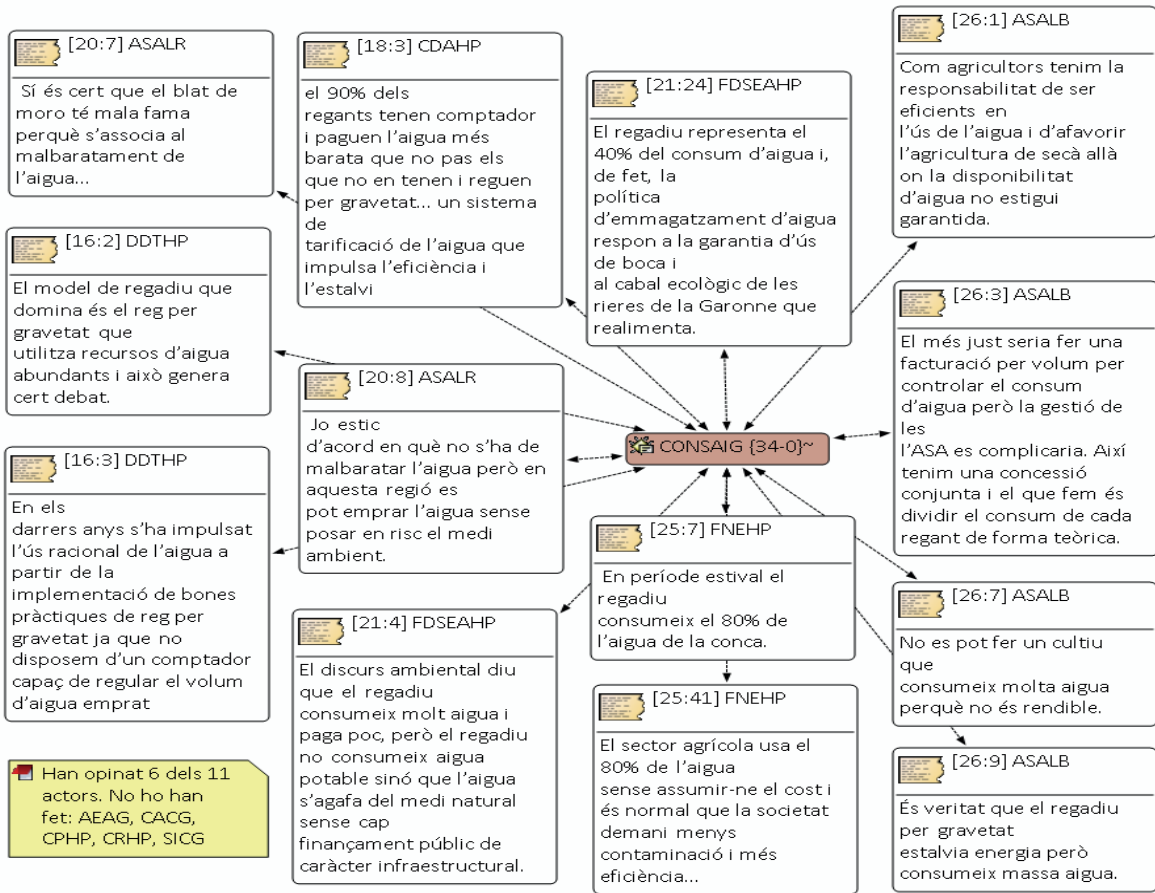 [20:7] ASALR
Sí és cert que el blat de
moro té mala fama
perquè s’associa al
malbaratament de
l’aigua...
[18:3] CDAHP
el 90% dels
regants tenen comptador
i paguen l’aigua més
barata que no pas els
que no en tenen i reguen
per gravetat... un sistema
de
tarificació de l’aigua que
impulsa l’eficiència i
l’estalvi
[21:24] FDSEAHP
El regadiu representa el
40% del consum d’aigua i,
de fet, la
política
d’emmagatzament d’aigua
respon a la garantia d’ús
de boca i
al cabal ecològic de les
rieres de la Garonne que
realimenta.
[26:1] ASALB
Com agricultors tenim la
responsabilitat de ser
eficients en
l’ús de l’aigua i d’afavorir
l’agricultura de secà allà
on la disponibilitat
d’aigua no estigui
garantida.
[16:2] DDTHP
El model de regadiu que
domina és el reg per
gravetat que
utilitza recursos d’aigua
abundants i això genera
cert debat.
[20:8] ASALR
Jo estic
d’acord en què no s’ha de
malbaratar l’aigua però en
aquesta regió es
pot emprar l’aigua sense
posar en risc el medi
ambient.
CONSAIG {34-0}~
[26:3] ASALB
El més just seria fer una
facturació per volum per
controlar el consum
d’aigua però la gestió de
les
l’ASA es complicaria. Així
tenim una concessió
conjunta i el que fem és
dividir el consum de cada
regant de forma teòrica.
[16:3] DDTHP
En els
darrers anys s’ha impulsat
l’ús racional de l’aigua a
partir de la
implementació de bones
pràctiques de reg per
gravetat ja que no
disposem d’un comptador
capaç de regular el volum
d’aigua emprat
[25:7] FNEHP
En període estival el
regadiu
consumeix el 80% de
l’aigua de la conca.
[26:7] ASALB
No es pot fer un cultiu
que
consumeix molta aigua
perquè no és rendible.
[21:4] FDSEAHP
El discurs ambiental diu
que el regadiu
consumeix molt aigua i
paga poc, però el regadiu
no consumeix aigua
potable sinó que l’aigua
s’agafa del medi natural
sense cap
finançament públic de
caràcter infraestructural.
[25:41] FNEHP
El sector agrícola usa el
80% de l’aigua
sense assumir-ne el cost i
és normal que la societat
demani menys
contaminació i més
eficiència...
[26:9] ASALB
És veritat que el regadiu
per gravetat
estalvia energia però
consumeix massa aigua.
Han opinat 6 dels 11
actors. No ho han
fet: AEAG, CACG,
CPHP, CRHP, SICG